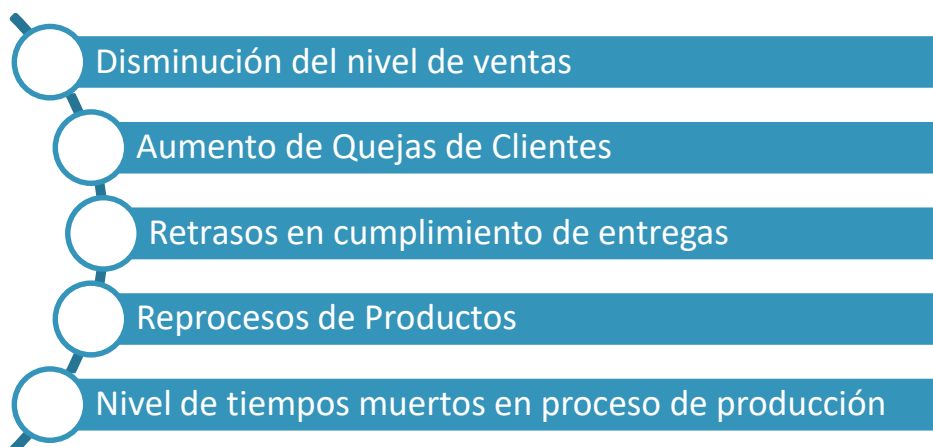 Disminución del nivel de ventas
Aumento de Quejas de Clientes
Retrasos en cumplimiento de entregas
Reprocesos de Productos
Nivel de tiempos muertos en proceso de producción